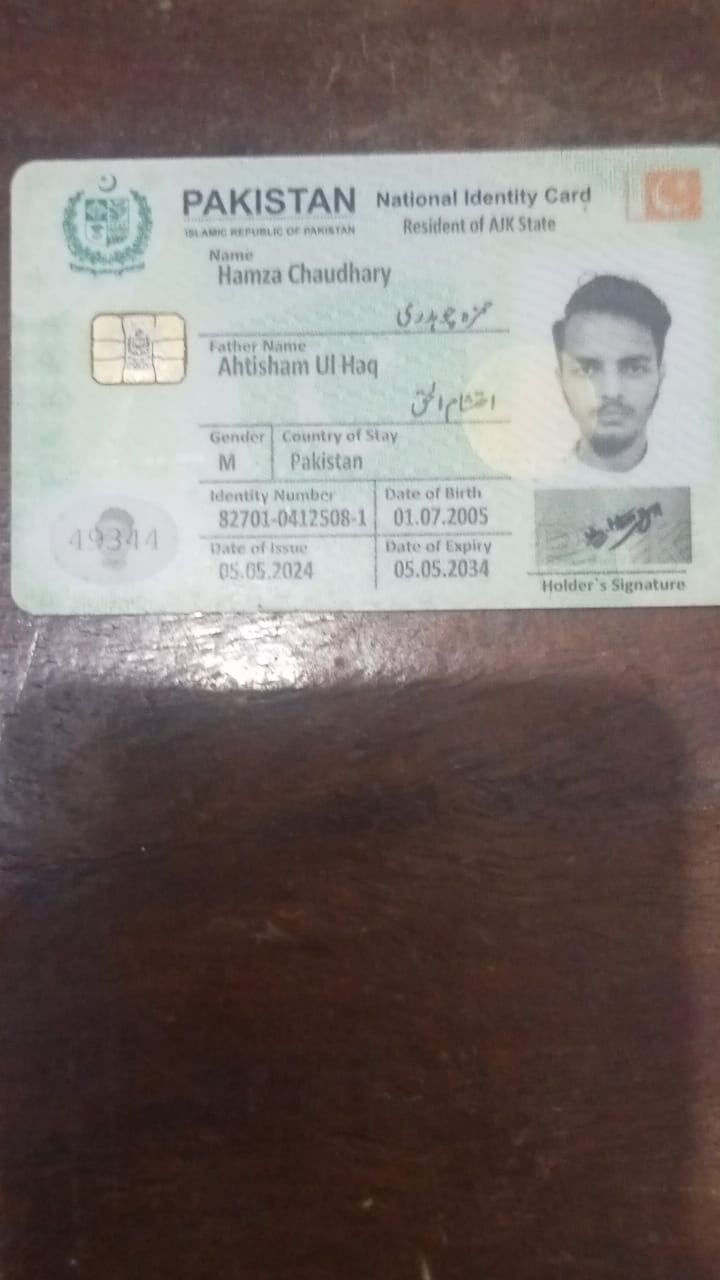 PAKISTAN National Identity Card
ISLAMIC REPUBLIC OF PAKISTAN Resident of AJK State
Name
Hamza Chaudhary
حمزہ چوہدری
Father Name
Ahtisham Ul Haq
احتشام الحق
Gender Country of Stay
M Pakistan
Identity Number Date of Birth
82701-0412508-1 01.07.2005
Date of Issue Date of Expiry
05.05.2024 05.05.2034
49344
Holder's Signature